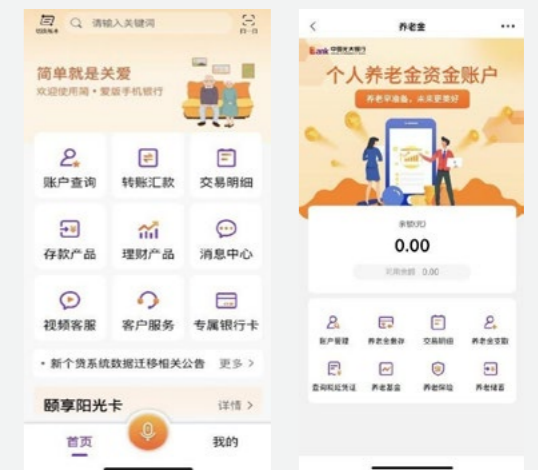 请输入关键词
扫一扫
简单就是关爱
欢迎使用简·爱版手机银行
账户查询 转账汇款 交易明细
存款产品 理财产品 消息中心
视频客服 客户服务 专属银行卡
· 新个贷系统数据迁移相关公告 更多 >
颐享阳光卡 详情 >
首页 我的
养老金
Bank 中国光大银行
个人养老金资金账户
养老早准备，未来更美好
余额(元)
0.00
可用余额 0.00
账户管理 养老金缴存 交易明细 养老金支取
查询税延凭证 养老基金 养老保险 养老储蓄